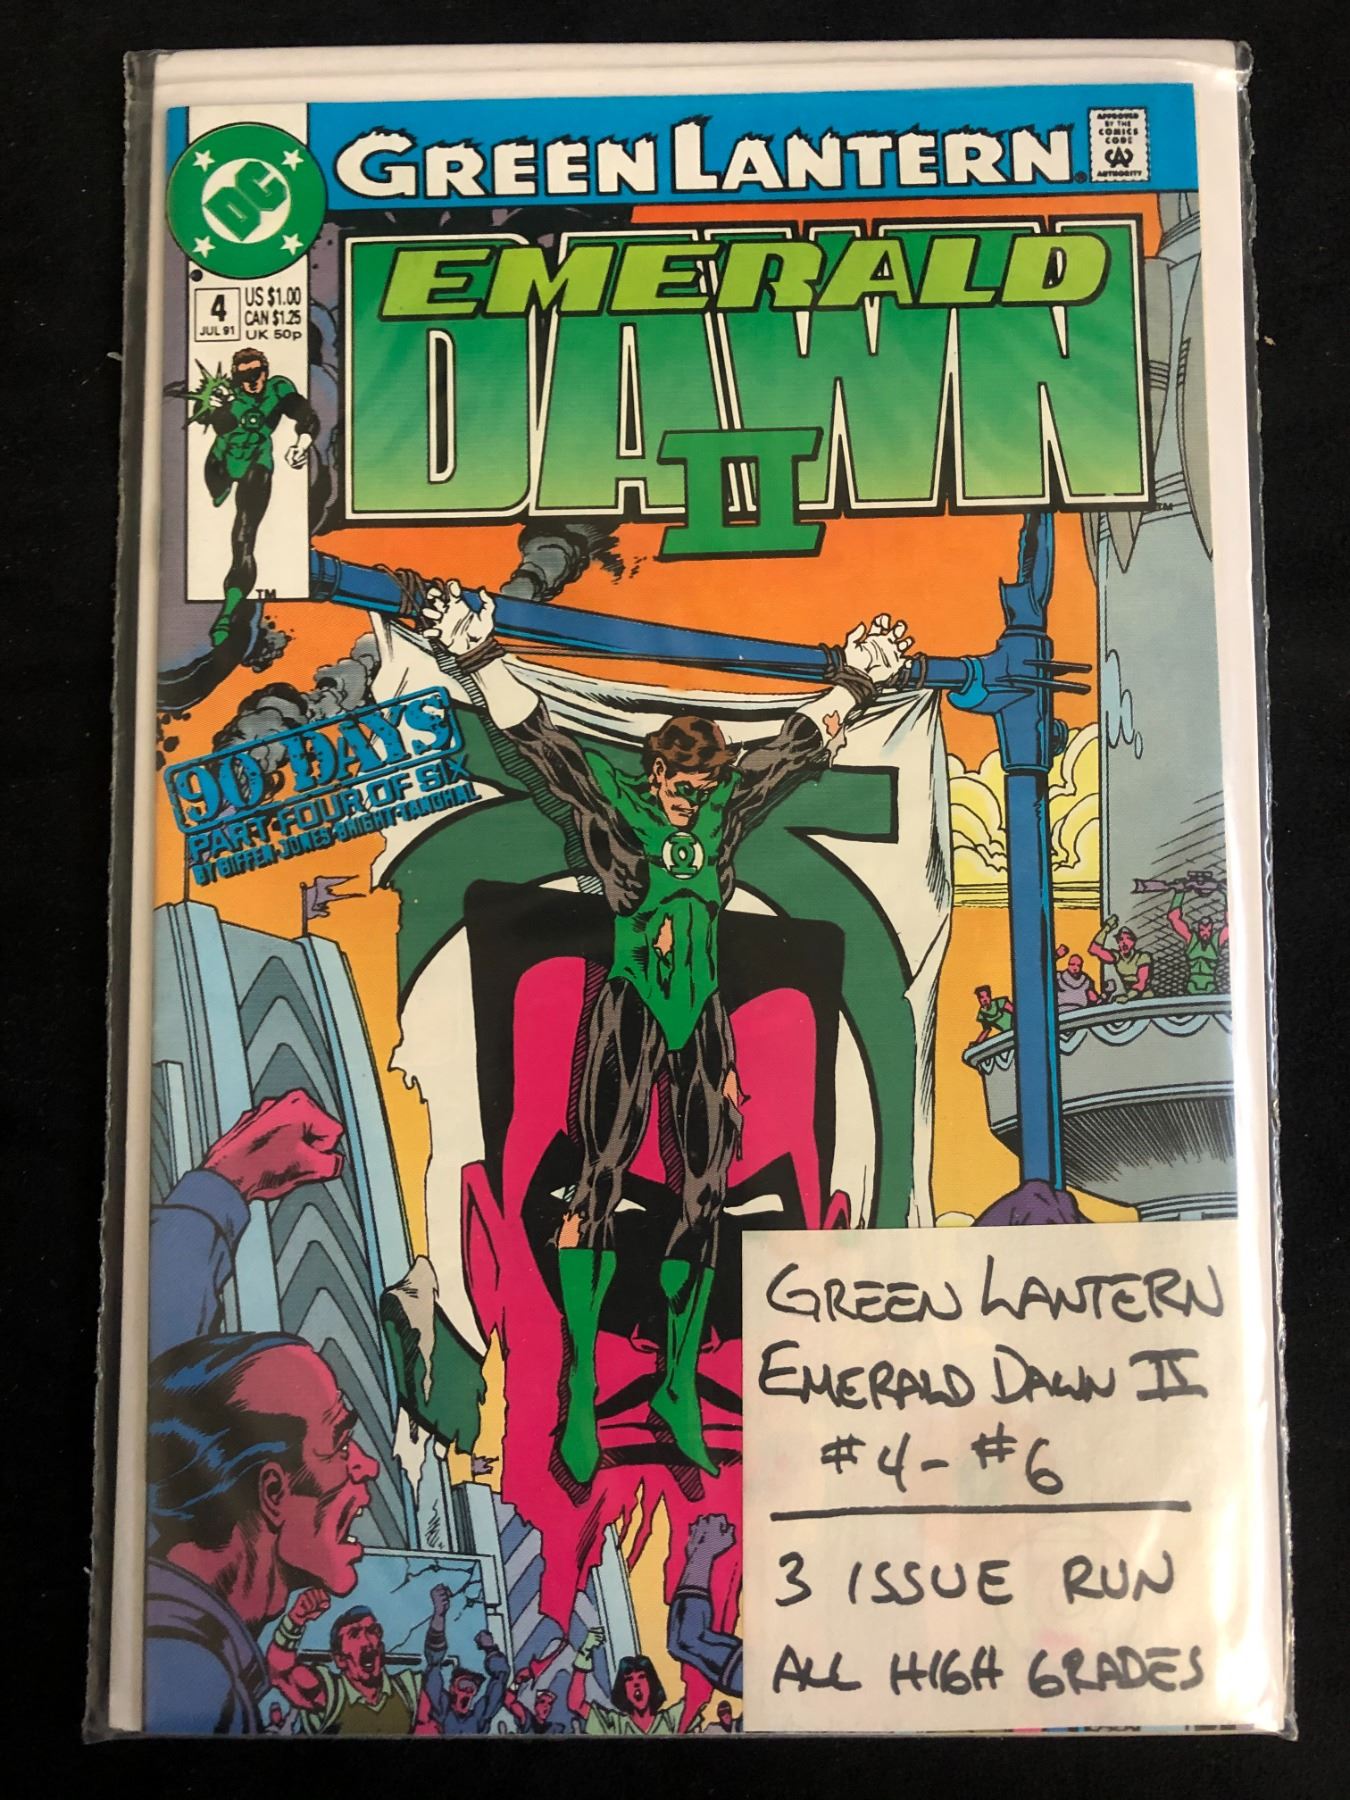 GREEN LANTERN®
APPROVED
BY THE
COMICS
CODE
CA
AUTHORITY
DC
EMERALD
DAWN
II
TM
4
JUL 91
US $1.00
CAN $1.25
UK 50p
TM
90 DAYS
PART FOUR OF SIX
BY GIFFEN·JONES·BRIGHT·TANGHAL
GREEN LANTERN
EMERALD DAWN II
#4 - #6
3 ISSUE RUN
ALL HIGH GRADES